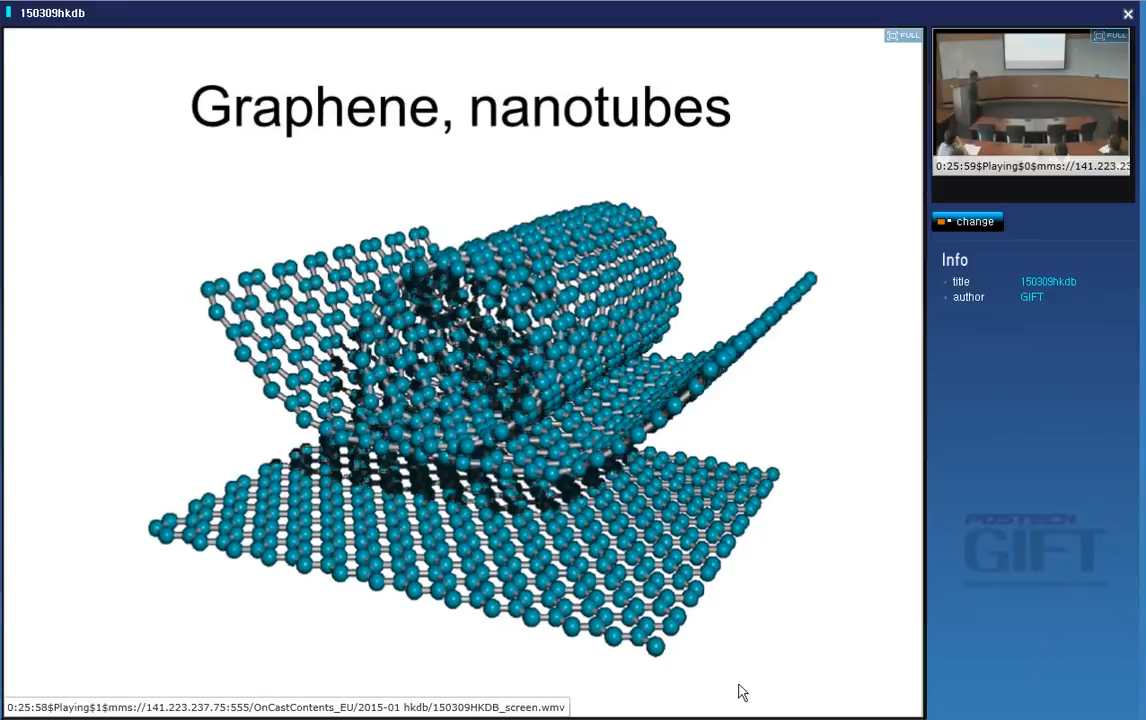 150309hkdb
FULL
Graphene, nanotubes
0:25:58$Playing$1$mms://141.223.237.75:555/OnCastContents_EU/2015-01 hkdb/150309HKDB_screen.wmv
FULL
0:25:59$Playing$0$mms://141.223.23
change
Info
title 150309hkdb
author GIFT
POSTECH
GIFT